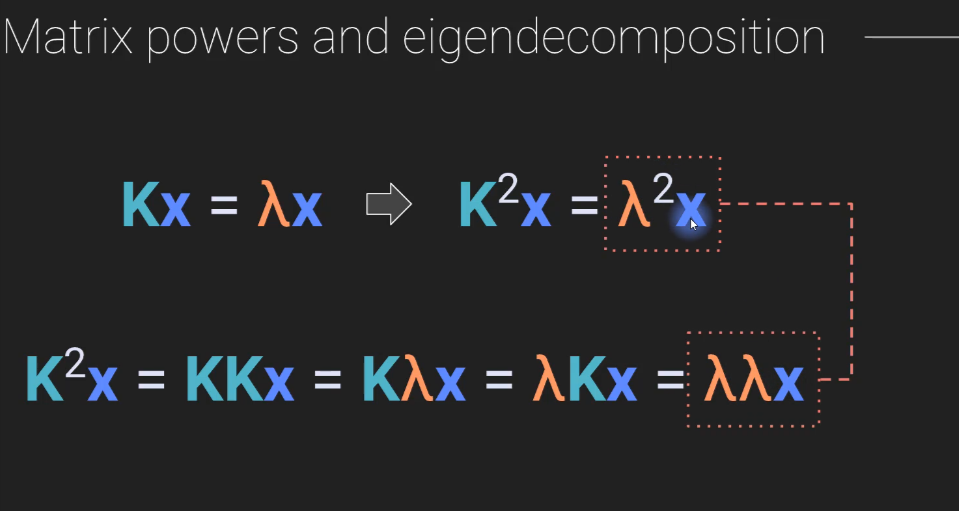 Matrix powers and eigendecomposition
Kx = λx ⇨ K²x = λ²x
K²x = KKx = Kλx = λKx = λλx